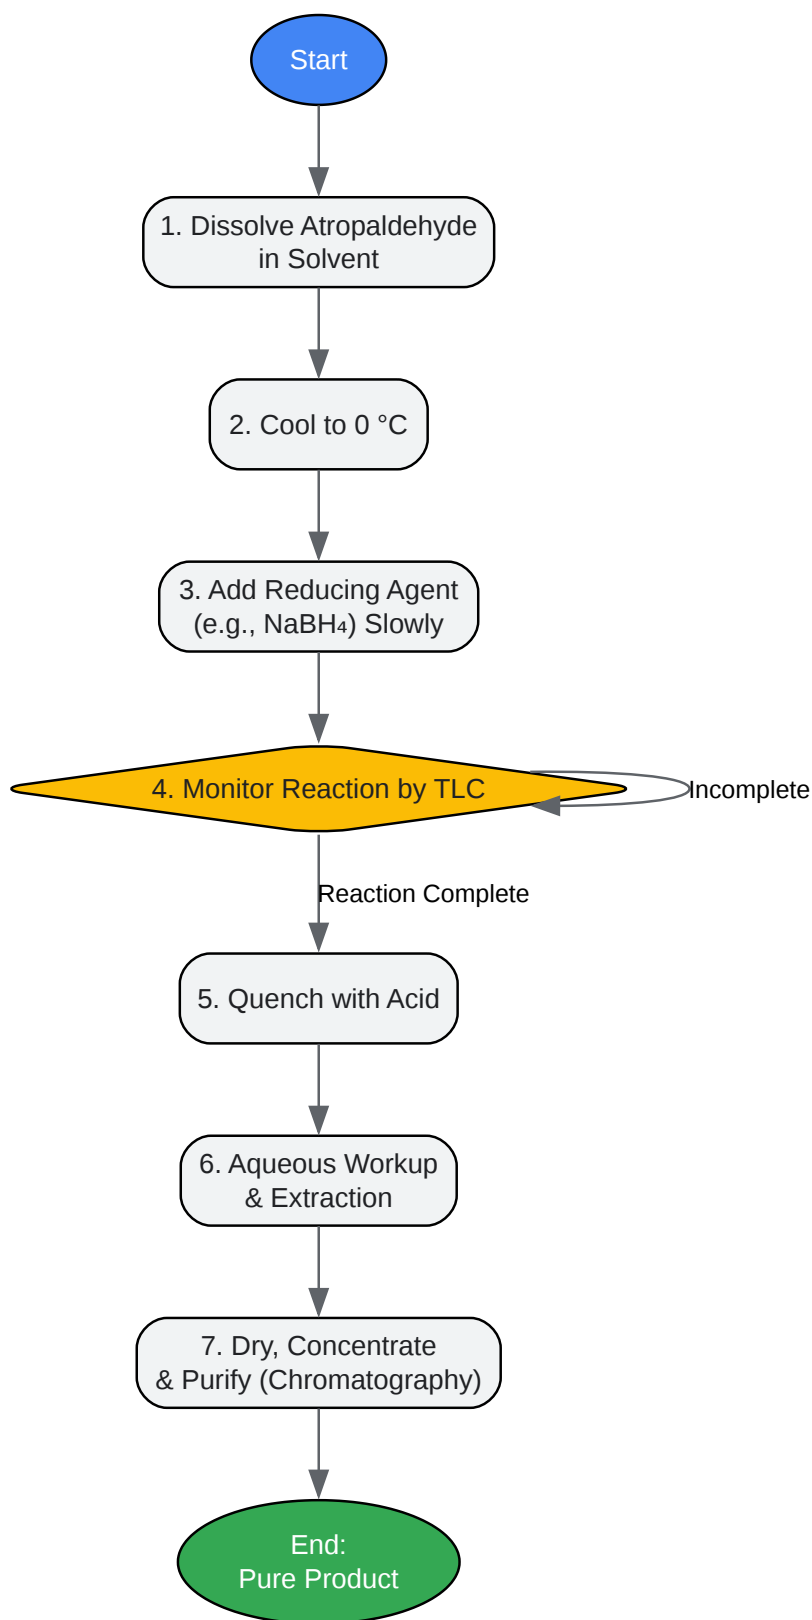 Start
1. Dissolve Atropaldehyde
in Solvent
2. Cool to 0 °C
3. Add Reducing Agent
(e.g., NaBH₄) Slowly
4. Monitor Reaction by TLC
Incomplete
Reaction Complete
5. Quench with Acid
6. Aqueous Workup
& Extraction
7. Dry, Concentrate
& Purify (Chromatography)
End:
Pure Product